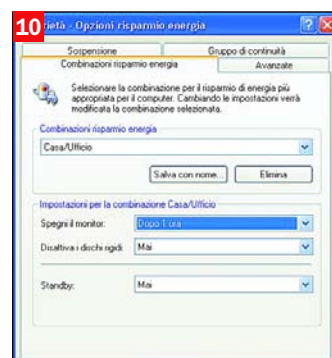 10
Proprietà - Opzioni risparmio energia
Sospensione
Gruppo di continuità
Combinazioni risparmio energia
Avanzate
Selezionare la combinazione per il risparmio di energia più
appropriata per il computer. Cambiando le impostazioni verrà
modificata la combinazione selezionata.
Combinazioni risparmio energia
Casa/Ufficio
Salva con nome...
Elimina
Impostazioni per la combinazione Casa/Ufficio
Spegni il monitor:
Dopo 1 ora
Disattiva i dischi rigidi:
Mai
Standby:
Mai